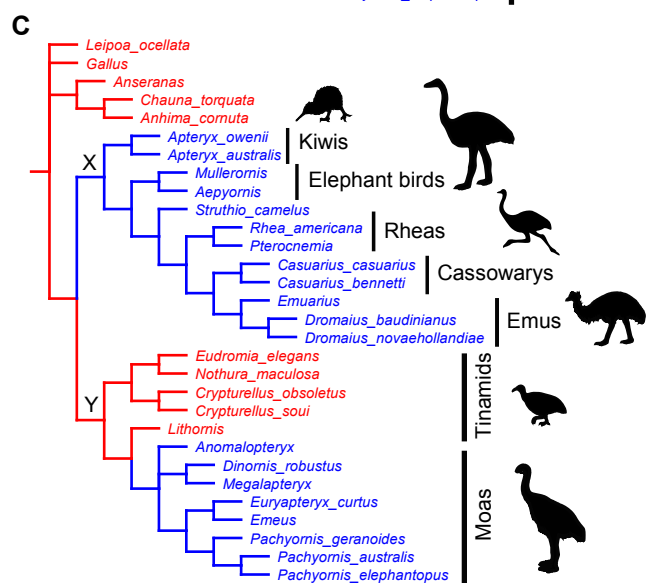 C
Leipoa_ocellata
Gallus
Anseranas
Chauna_torquata
Anhima_cornuta
X
Apteryx_owenii
Apteryx_australis
Kiwis
Mullerornis
Aepyornis
Elephant birds
Struthio_camelus
Rhea_americana
Pterocnemia
Rheas
Casuarius_casuarius
Casuarius_bennetti
Cassowarys
Emuarius
Dromaius_baudinianus
Dromaius_novaehollandiae
Emus
Y
Eudromia_elegans
Nothura_maculosa
Crypturellus_obsoletus
Crypturellus_soui
Tinamids
Lithornis
Anomalopteryx
Dinornis_robustus
Megalapteryx
Euryapteryx_curtus
Emeus
Pachyornis_geranoides
Pachyornis_australis
Pachyornis_elephantopus
Moas